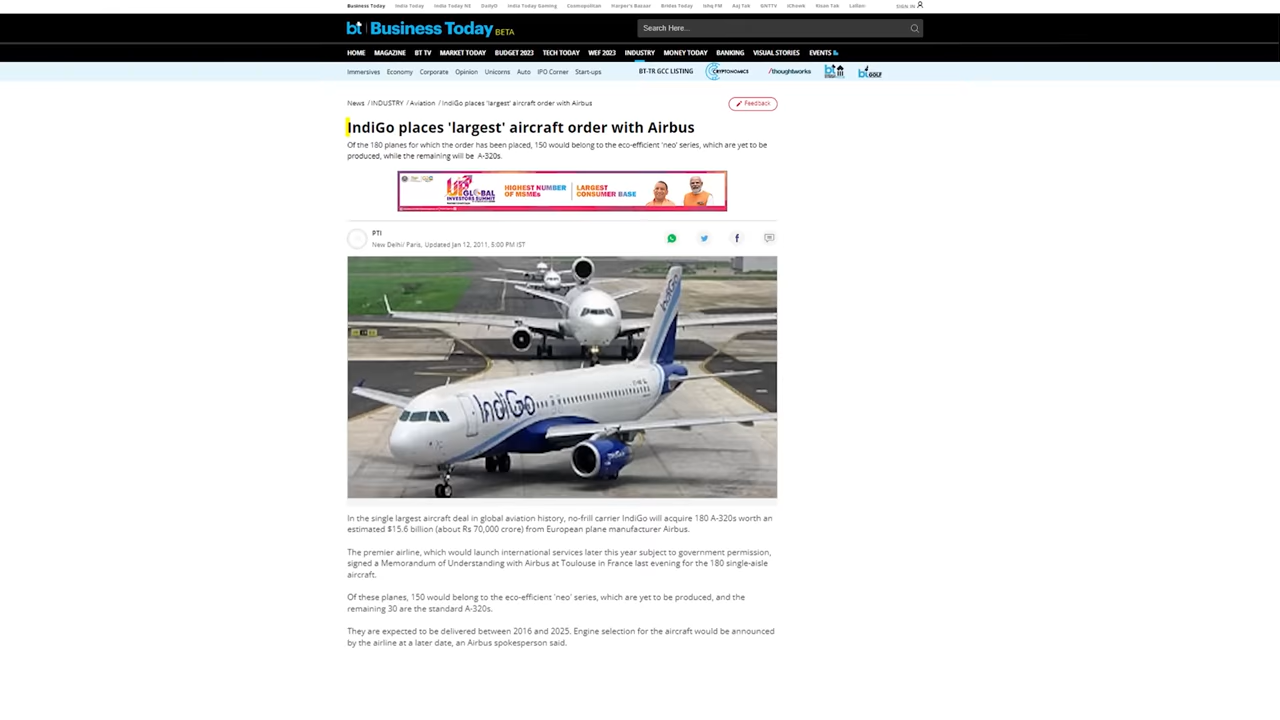 Business Today India Today India Today NE DailyO India Today Gaming Cosmopolitan Harper's Bazaar Brides Today Ishq FM Aaj Tak GNTTV iChowk Kisan Tak Lallan
SIGN IN
bt Business Today BETA
Search Here...
HOME MAGAZINE BT TV MARKET TODAY BUDGET 2023 TECH TODAY WEF 2023 INDUSTRY MONEY TODAY BANKING VISUAL STORIES EVENTS
Immersives Economy Corporate Opinion Unicorns Auto IPO Corner Start-ups BT-TR GCC LISTING CRYPTONOMICS /thoughtworks bt bt GOLF
News / INDUSTRY / Aviation / IndiGo places 'largest' aircraft order with Airbus
Feedback
IndiGo places 'largest' aircraft order with Airbus
Of the 180 planes for which the order has been placed, 150 would belong to the eco-efficient 'neo' series, which are yet to be
produced, while the remaining will be A-320s.
UP GLOBAL INVESTORS SUMMIT
HIGHEST NUMBER OF MSMEs
LARGEST CONSUMER BASE
PTI
New Delhi/ Paris, Updated Jan 12, 2011, 5:00 PM IST
IndiGo
IndiGo
In the single largest aircraft deal in global aviation history, no-frill carrier IndiGo will acquire 180 A-320s worth an
estimated $15.6 billion (about Rs 70,000 crore) from European plane manufacturer Airbus.
The premier airline, which would launch international services later this year subject to government permission,
signed a Memorandum of Understanding with Airbus at Toulouse in France last evening for the 180 single-aisle
aircraft.
Of these planes, 150 would belong to the eco-efficient 'neo' series, which are yet to be produced, and the
remaining 30 are the standard A-320s.
They are expected to be delivered between 2016 and 2025. Engine selection for the aircraft would be announced
by the airline at a later date, an Airbus spokesperson said.